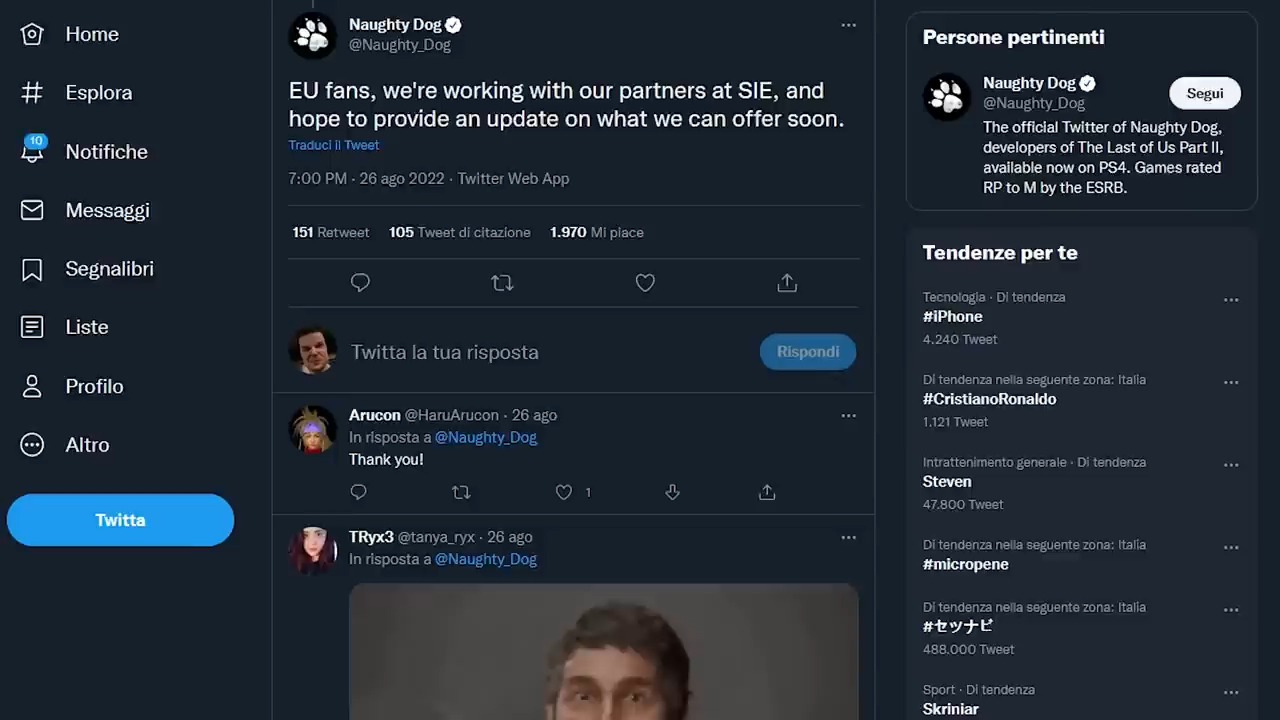 Home
Esplora
10
Notifiche
Messaggi
Segnalibri
Liste
Profilo
Altro
Twitta
Naughty Dog
@Naughty_Dog
EU fans, we're working with our partners at SIE, and
hope to provide an update on what we can offer soon.
Traduci il Tweet
7:00 PM · 26 ago 2022 · Twitter Web App
151 Retweet 105 Tweet di citazione 1.970 Mi piace
Twitta la tua risposta
Rispondi
Arucon @HaruArucon · 26 ago
In risposta a @Naughty_Dog
Thank you!
1
TRyx3 @tanya_ryx · 26 ago
In risposta a @Naughty_Dog
Persone pertinenti
Naughty Dog
@Naughty_Dog
Segui
The official Twitter of Naughty Dog,
developers of The Last of Us Part II,
available now on PS4. Games rated
RP to M by the ESRB.
Tendenze per te
Tecnologia · Di tendenza
#iPhone
4.240 Tweet
Di tendenza nella seguente zona: Italia
#CristianoRonaldo
1.121 Tweet
Intrattenimento generale · Di tendenza
Steven
47.800 Tweet
Di tendenza nella seguente zona: Italia
#micropene
Di tendenza nella seguente zona: Italia
#セツナビ
488.000 Tweet
Sport · Di tendenza
Skriniar